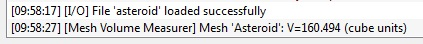 [09:58:17] [I/O] File 'asteroid' loaded successfully
[09:58:27] [Mesh Volume Measurer] Mesh 'Asteroid': V=160.494 (cube units)